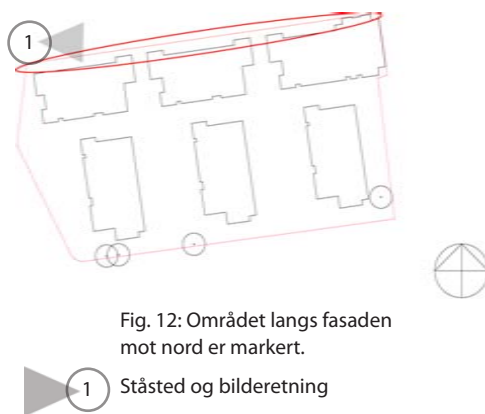 1
Fig. 12: Området langs fasaden
mot nord er markert.
1 Ståsted og bilderetning